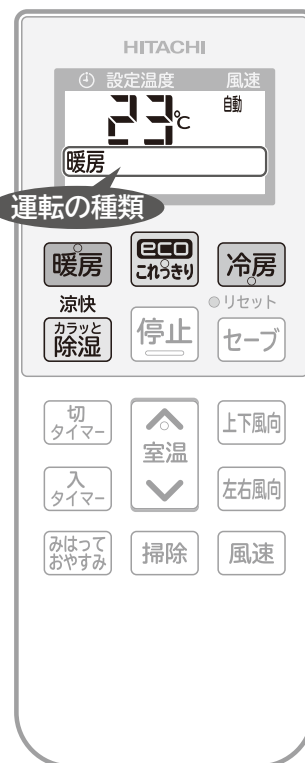 HITACHI
設定温度 風速
23℃ 自動
暖房
運転の種類
暖房 eco これっきり 冷房
涼快 リセット
カラッと 除湿 停止 セーブ
切 タイマー 室温 上下風向
入 タイマー 左右風向
みはって おやすみ 掃除 風速